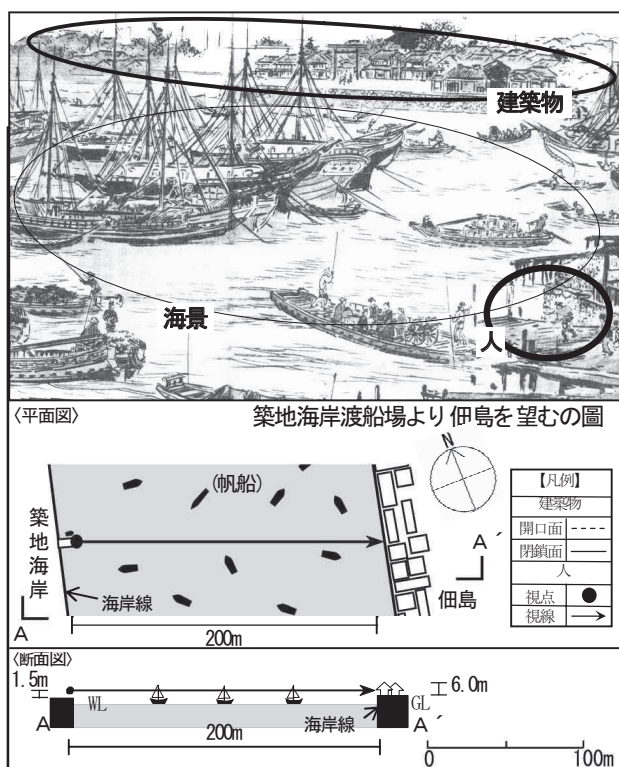 建築物
海景
人
〈平面図〉
築地海岸渡船場より佃島を望むの圖
(帆船)
N
築地海岸
A
海岸線
200m
A´
佃島
【凡例】
建築物
開口面
閉鎖面
人
視点
視線
〈断面図〉
1.5m
WL
A
海岸線
GL
A´
6.0m
200m
0
100m